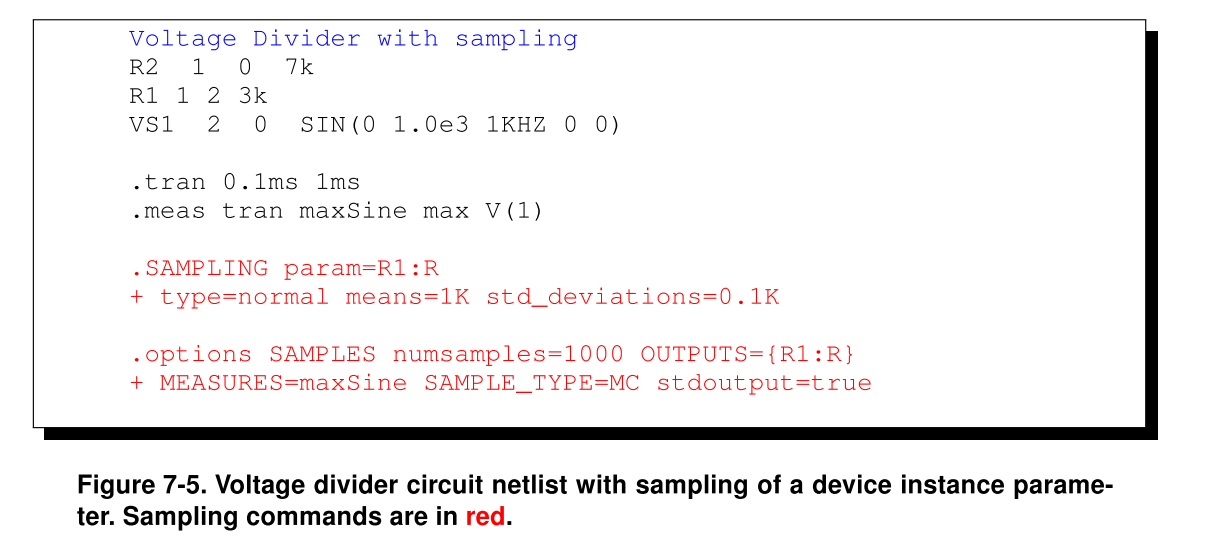 Voltage Divider with sampling
R2 1 0 7k
R1 1 2 3k
VS1 2 0 SIN(0 1.0e3 1KHZ 0 0)
.tran 0.1ms 1ms
.meas tran maxSine max V(1)
.SAMPLING param=R1:R
+ type=normal means=1K std_deviations=0.1K
.options SAMPLES numsamples=1000 OUTPUTS={R1:R}
+ MEASURES=maxSine SAMPLE_TYPE=MC stdoutput=true
Figure 7-5. Voltage divider circuit netlist with sampling of a device instance parame-
ter. Sampling commands are in red.